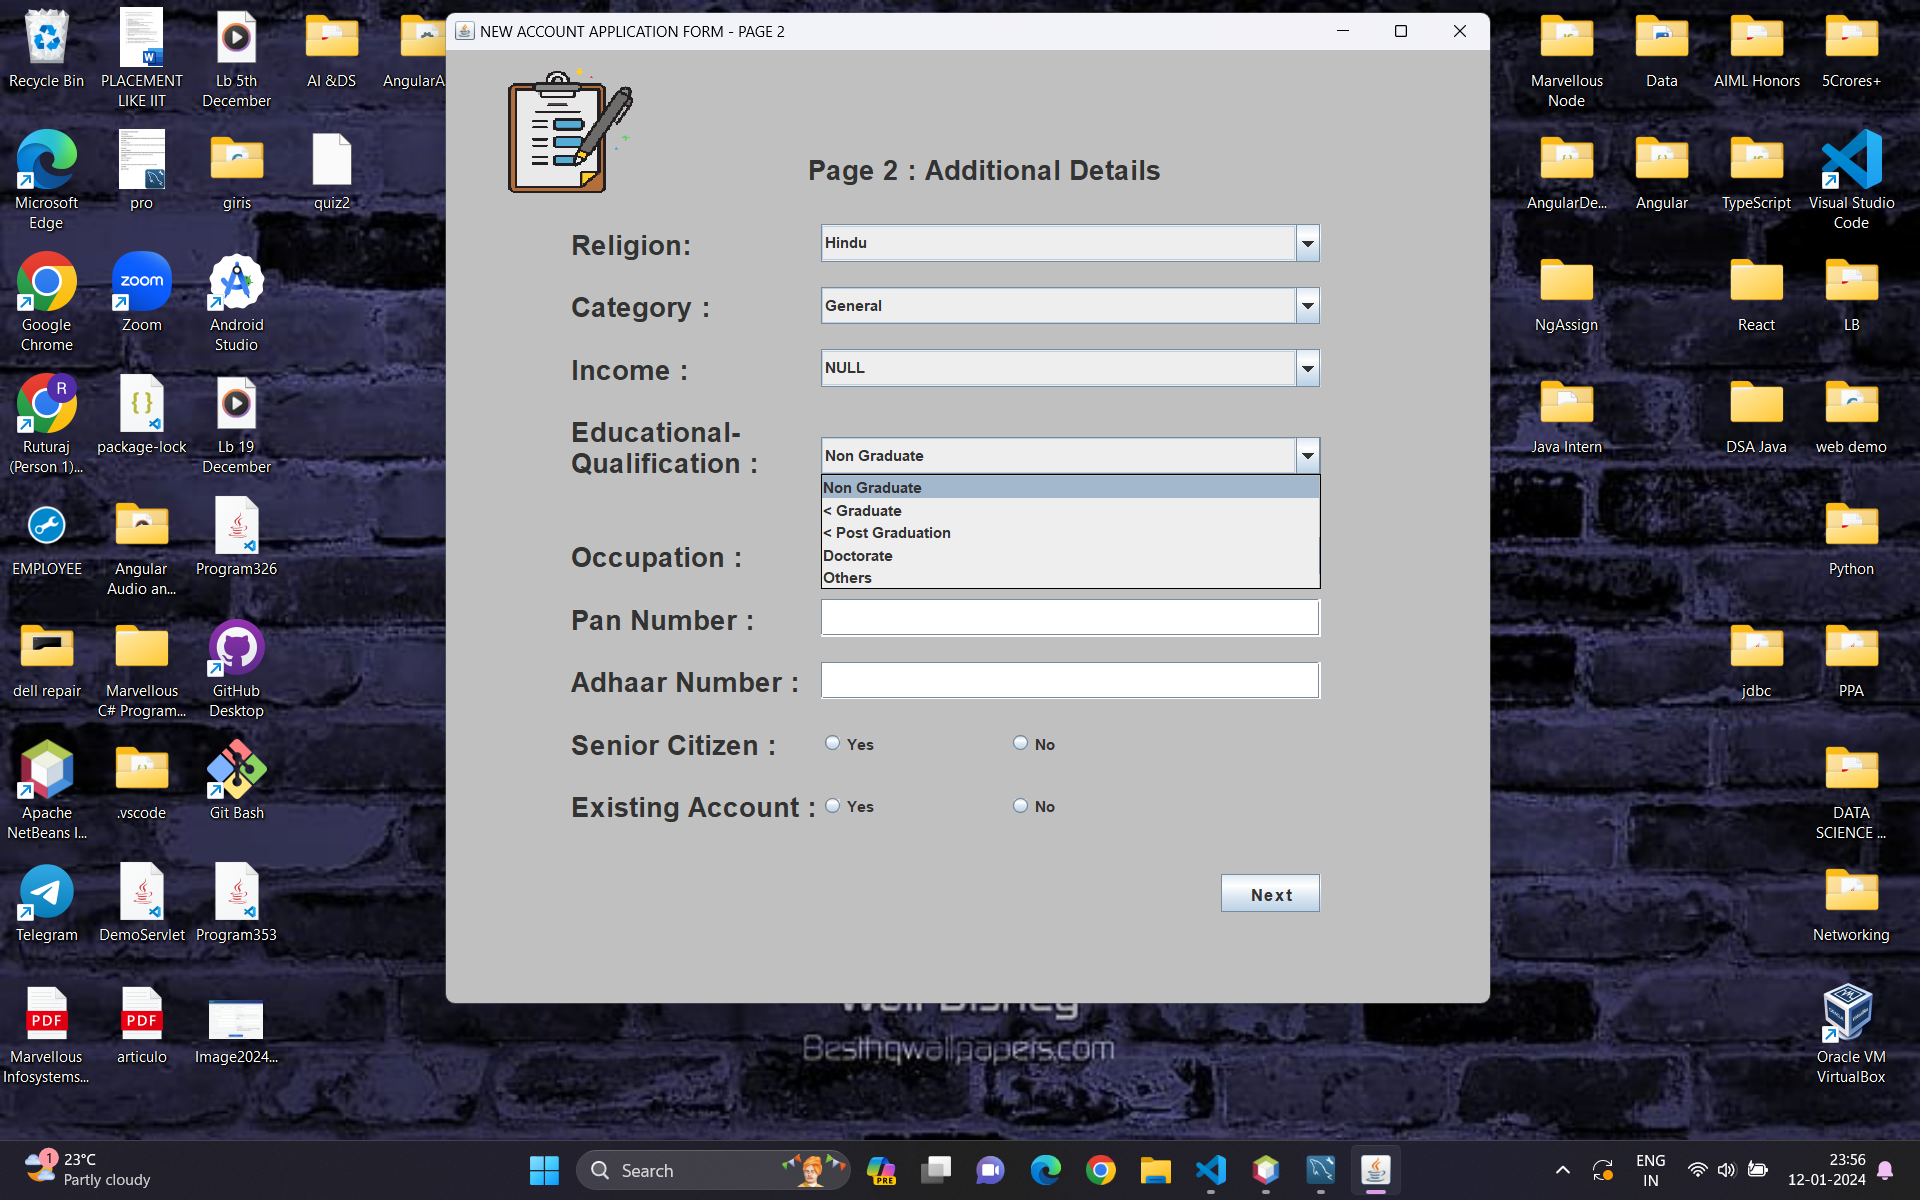 NEW ACCOUNT APPLICATION FORM - PAGE 2
Page 2 : Additional Details
Religion:
Hindu
Category :
General
Income :
NULL
Educational-
Qualification :
Non Graduate
Non Graduate
< Graduate
< Post Graduation
Doctorate
Others
Occupation :
Pan Number :
Adhaar Number :
Senior Citizen :
Yes
No
Existing Account :
Yes
No
Next
Recycle Bin
PLACEMENT
LIKE IIT
Lb 5th
December
AI &DS
AngularA
Microsoft
Edge
pro
giris
quiz2
Google
Chrome
zoom
Zoom
Android
Studio
R
Ruturaj
(Person 1)...
package-lock
Lb 19
December
EMPLOYEE
Angular
Audio an...
Program326
dell repair
Marvellous
C# Program...
GitHub
Desktop
Apache
NetBeans I...
.vscode
Git Bash
Telegram
DemoServlet
Program353
PDF
Marvellous
Infosystems...
PDF
articulo
Image2024...
Marvellous
Node
Data
AIML Honors
5Crores+
AngularDe...
Angular
TypeScript
Visual Studio
Code
NgAssign
React
LB
Java Intern
DSA Java
web demo
Python
jdbc
PPA
DATA
SCIENCE ...
Networking
Oracle VM
VirtualBox
Walt Disney
Besthqwallpapers.com
1
23°C
Partly cloudy
Search
PRE
ENG
IN
23:56
12-01-2024